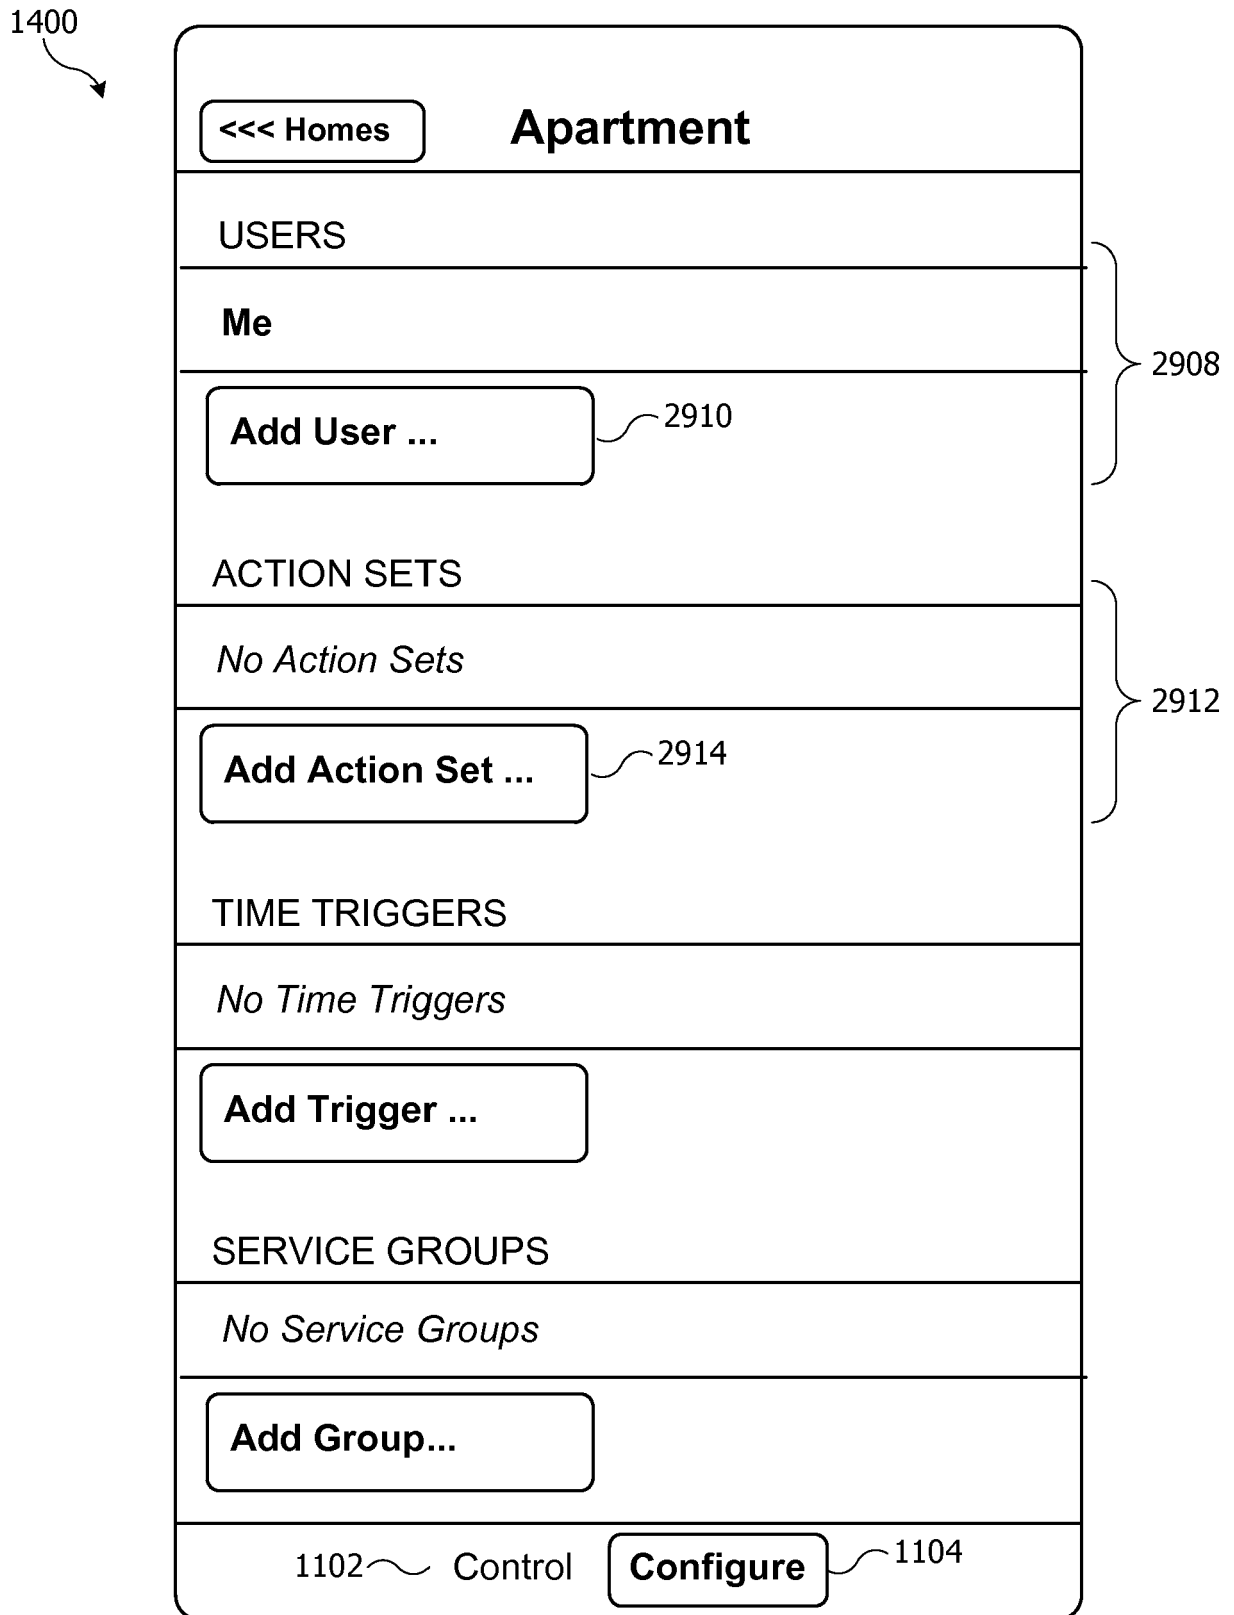 1400
<<< Homes Apartment
USERS
Me
2908
Add User ... 2910
ACTION SETS
No Action Sets
2912
Add Action Set ... 2914
TIME TRIGGERS
No Time Triggers
Add Trigger ...
SERVICE GROUPS
No Service Groups
Add Group...
1102 Control Configure 1104